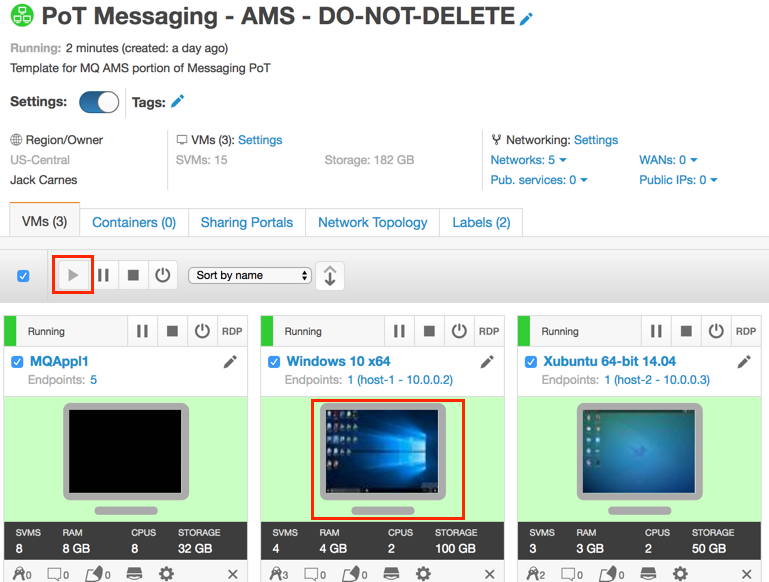 PoT Messaging - AMS - DO-NOT-DELETE
Running: 2 minutes (created: a day ago)
Template for MQ AMS portion of Messaging PoT
Settings: Tags:
Region/Owner VMs (3): Settings Networking: Settings
US-Central SVMs: 15 Storage: 182 GB Networks: 5 WANs: 0
Jack Carnes Pub. services: 0 Public IPs: 0
VMs (3) Containers (0) Sharing Portals Network Topology Labels (2)
Sort by name
Running RDP Running RDP Running RDP
MQAppl1 Windows 10 x64 Xubuntu 64-bit 14.04
Endpoints: 5 Endpoints: 1 (host-1 - 10.0.0.2) Endpoints: 1 (host-2 - 10.0.0.3)
SVMS RAM CPUS STORAGE SVMS RAM CPUS STORAGE SVMS RAM CPUS STORAGE
8 8 GB 8 32 GB 4 4 GB 2 100 GB 3 3 GB 2 50 GB
0 0 0 3 0 0 2 0 0